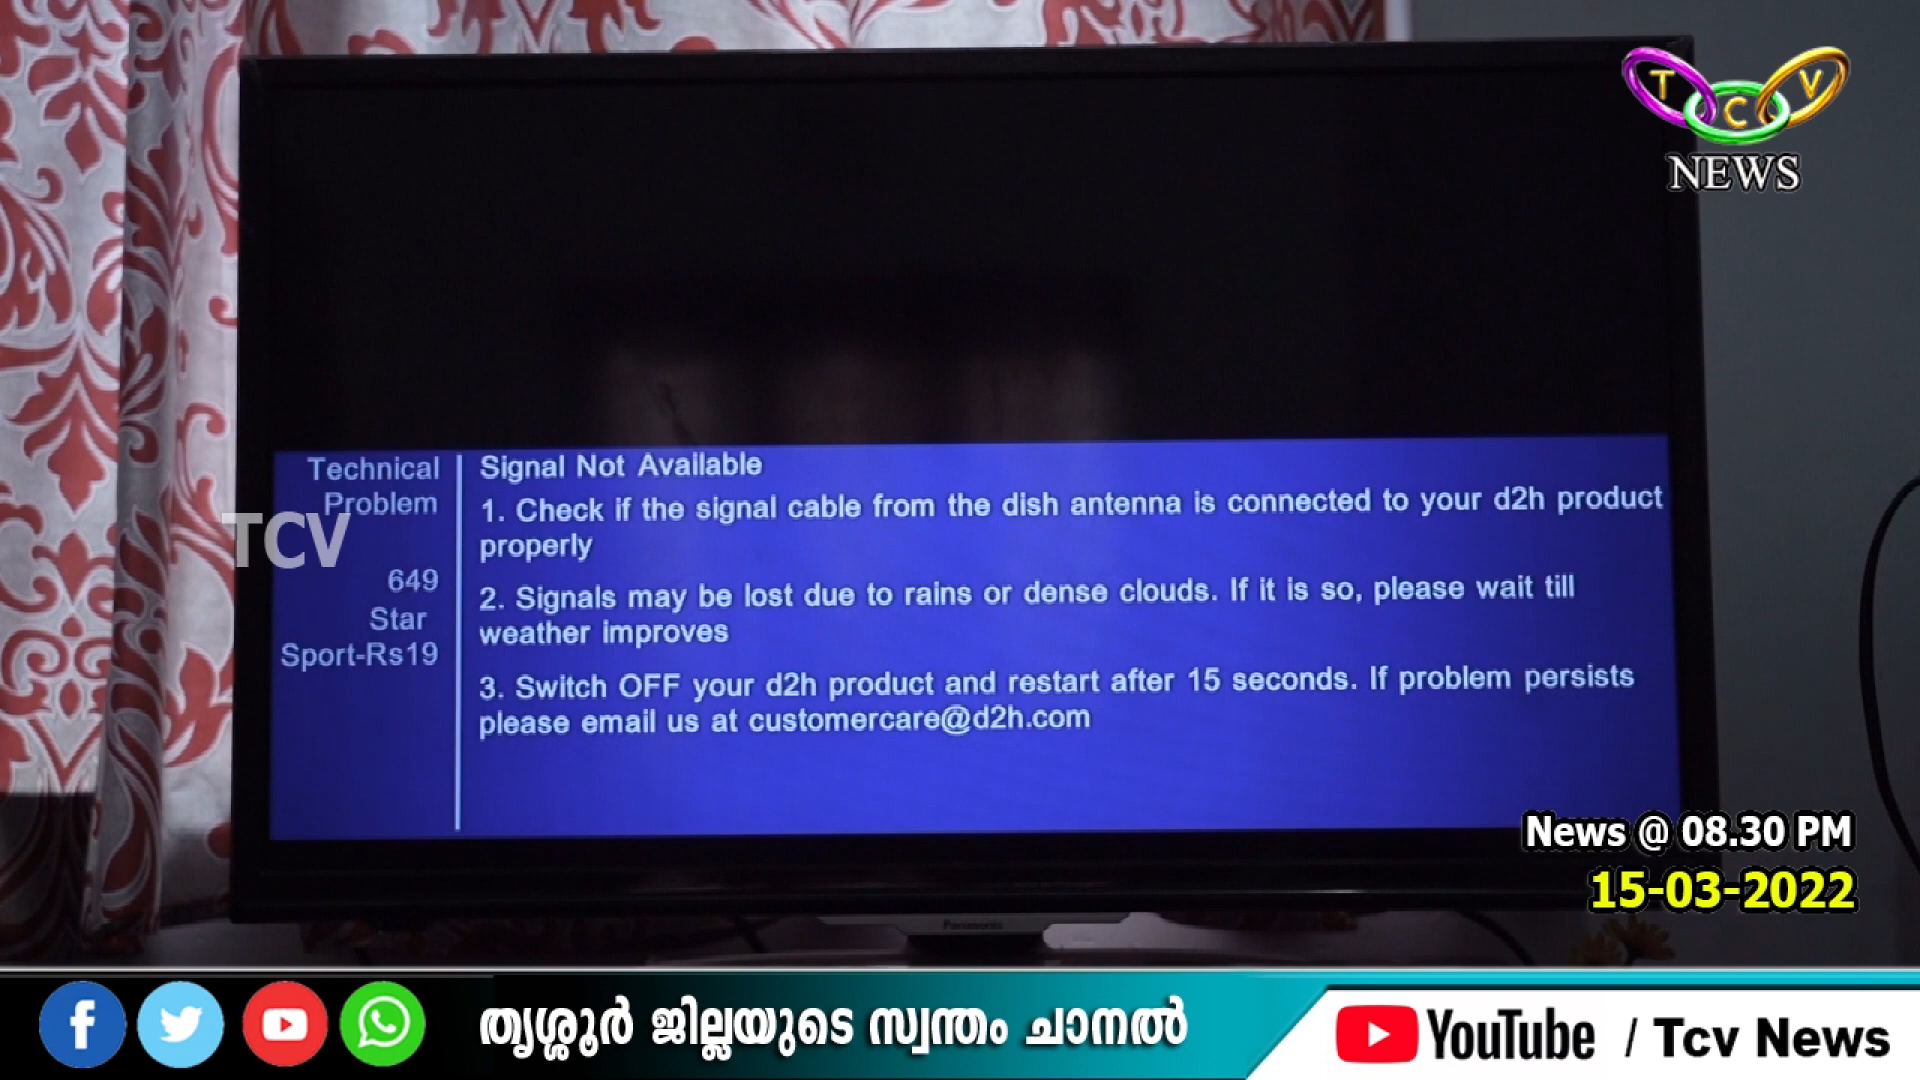 T C V
NEWS
Technical
Problem
TCV
649
Star
Sport-Rs19
Signal Not Available
1. Check if the signal cable from the dish antenna is connected to your d2h product
properly
2. Signals may be lost due to rains or dense clouds. If it is so, please wait till
weather improves
3. Switch OFF your d2h product and restart after 15 seconds. If problem persists
please email us at customercare@d2h.com
Panasonic
News @ 08.30 PM
15-03-2022
തൃശ്ശൂർ ജില്ലയുടെ സ്വന്തം ചാനൽ
YouTube / Tcv News